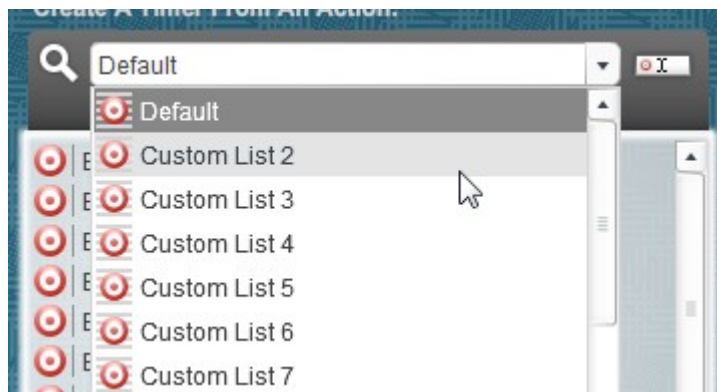 Create A Timer From An Action:
Default
Default
Custom List 2
Custom List 3
Custom List 4
Custom List 5
Custom List 6
Custom List 7